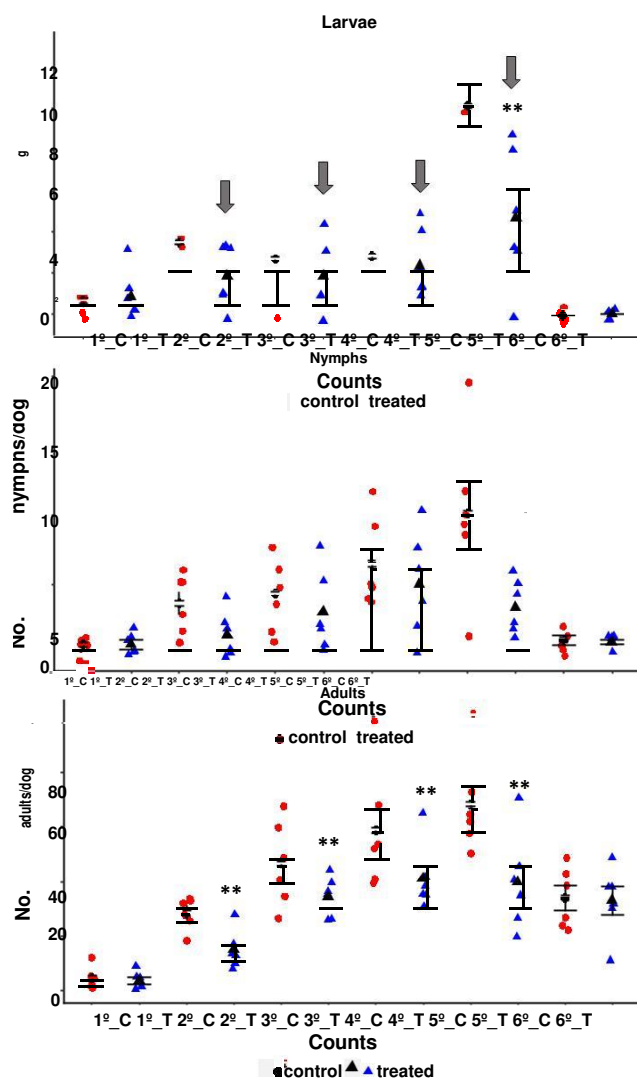 Larvae
12
10
**
g
8
6
4
2
0
1º_C 1º_T 2º_C 2º_T 3º_C 3º_T 4º_C 4º_T 5º_C 5º_T 6º_C 6º_T
Nymphs
Counts
control treated
20
nympns/dog
15
10
No.
5
0
1º_C 1º_T 2º_C 2º_T 3º_C 3º_T 4º_C 4º_T 5º_C 5º_T 6º_C 6º_T
Adults
Counts
control treated
adults/dog
80
**
**
60
**
40
**
No.
20
0
1º_C 1º_T 2º_C 2º_T 3º_C 3º_T 4º_C 4º_T 5º_C 5º_T 6º_C 6º_T
Counts
control treated